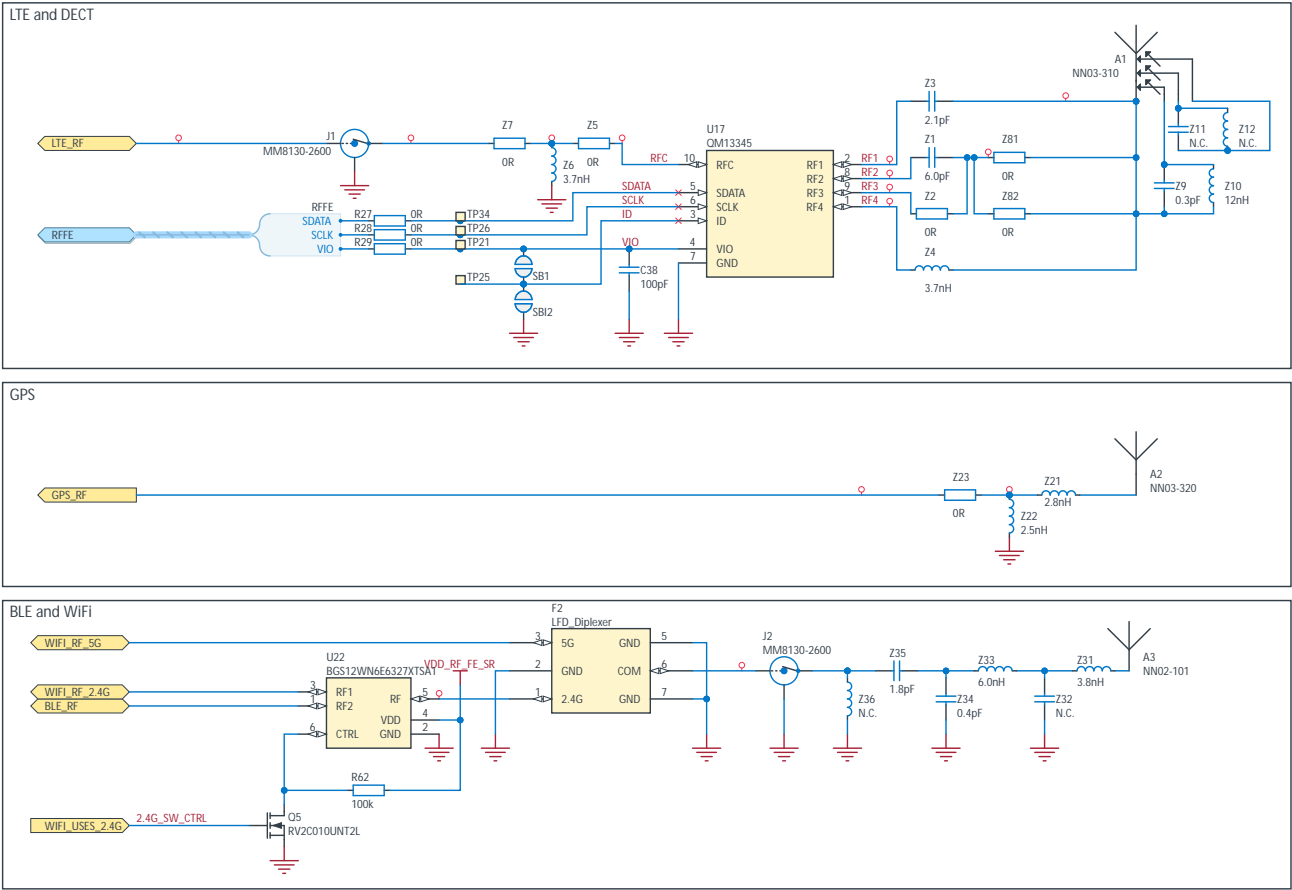 LTE and DECT
A1
NN03-310
Z3
2.1pF
LTE_RF
J1
MM8130-2600
Z7
0R
Z6
3.7nH
Z5
0R
U17
QM13345
RFC
10
RFC
RF1
2
RF1
Z1
6.0pF
Z81
0R
Z11
N.C.
Z12
N.C.
RF2
8
RF2
SDATA
5
SDATA
RF3
9
RF3
Z2
0R
Z82
0R
Z9
0.3pF
Z10
12nH
SCLK
6
SCLK
RF4
1
RF4
ID
3
ID
RFFE
RFFE
SDATA
R27
0R
TP34
SCLK
R28
0R
TP26
VIO
R29
0R
TP21
VIO
4
VIO
7
GND
Z4
3.7nH
TP25
SB1
SBI2
C38
100pF
GPS
GPS_RF
Z23
0R
Z22
2.5nH
Z21
2.8nH
A2
NN03-320
BLE and WiFi
F2
LFD_Diplexer
WIFI_RF_5G
3
5G
GND
5
2
GND
COM
6
1
2.4G
GND
7
U22
BGS12WN6E6327XTSA1
VDD_RF_FE_SR
WIFI_RF_2.4G
3
RF1
RF
5
BLE_RF
1
RF2
VDD
4
6
CTRL
GND
2
J2
MM8130-2600
Z36
N.C.
Z35
1.8pF
Z34
0.4pF
Z33
6.0nH
Z32
N.C.
Z31
3.8nH
A3
NN02-101
R62
100k
WIFI_USES_2.4G
2.4G_SW_CTRL
Q5
RV2C010UNT2L